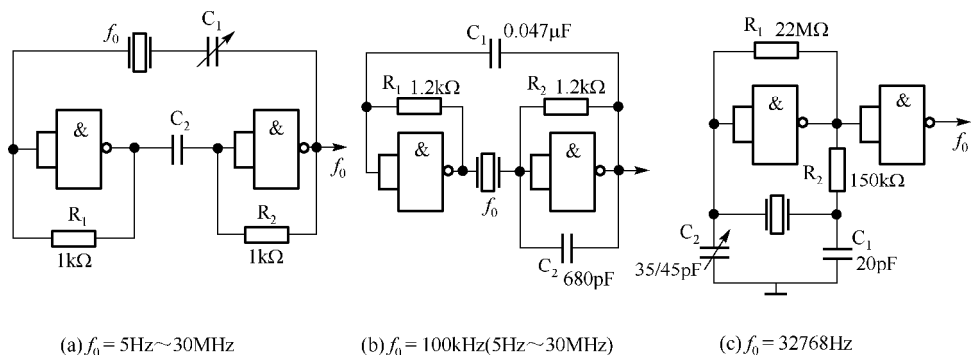 f₀
C₁
&
C₂
&
f₀
R₁
1kΩ
R₂
1kΩ
(a) f₀ = 5Hz～30MHz
C₁ 0.047μF
R₁ 1.2kΩ
R₂ 1.2kΩ
&
&
f₀
C₂ 680pF
(b) f₀ = 100kHz(5Hz～30MHz)
R₁ 22MΩ
&
&
f₀
R₂ 150kΩ
C₂
35/45pF
C₁
20pF
(c) f₀ = 32768Hz